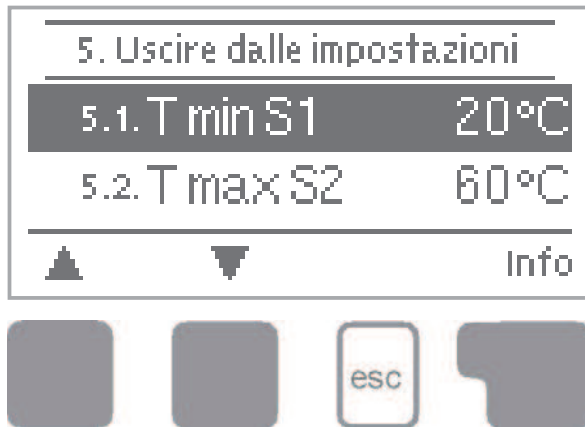 5. Uscire dalle impostazioni
5.1. T min S1 20°C
5.2. T max S2 60°C
Info
esc